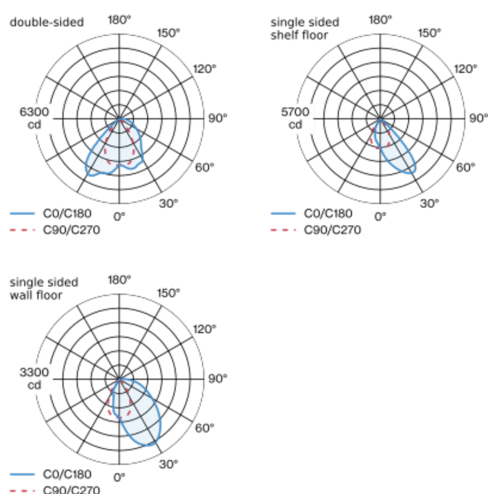 double-sided
180°
150°
120°
6300
cd
90°
60°
30°
0°
C0/C180
C90/C270
single sided
shelf floor
180°
150°
120°
5700
cd
90°
60°
30°
0°
C0/C180
C90/C270
single sided
wall floor
180°
150°
120°
3300
cd
90°
60°
30°
0°
C0/C180
C90/C270